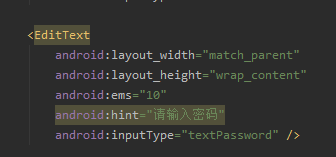 <EditText
android:layout_width="match_parent"
android:layout_height="wrap_content"
android:ems="10"
android:hint="请输入密码"
android:inputType="textPassword" />